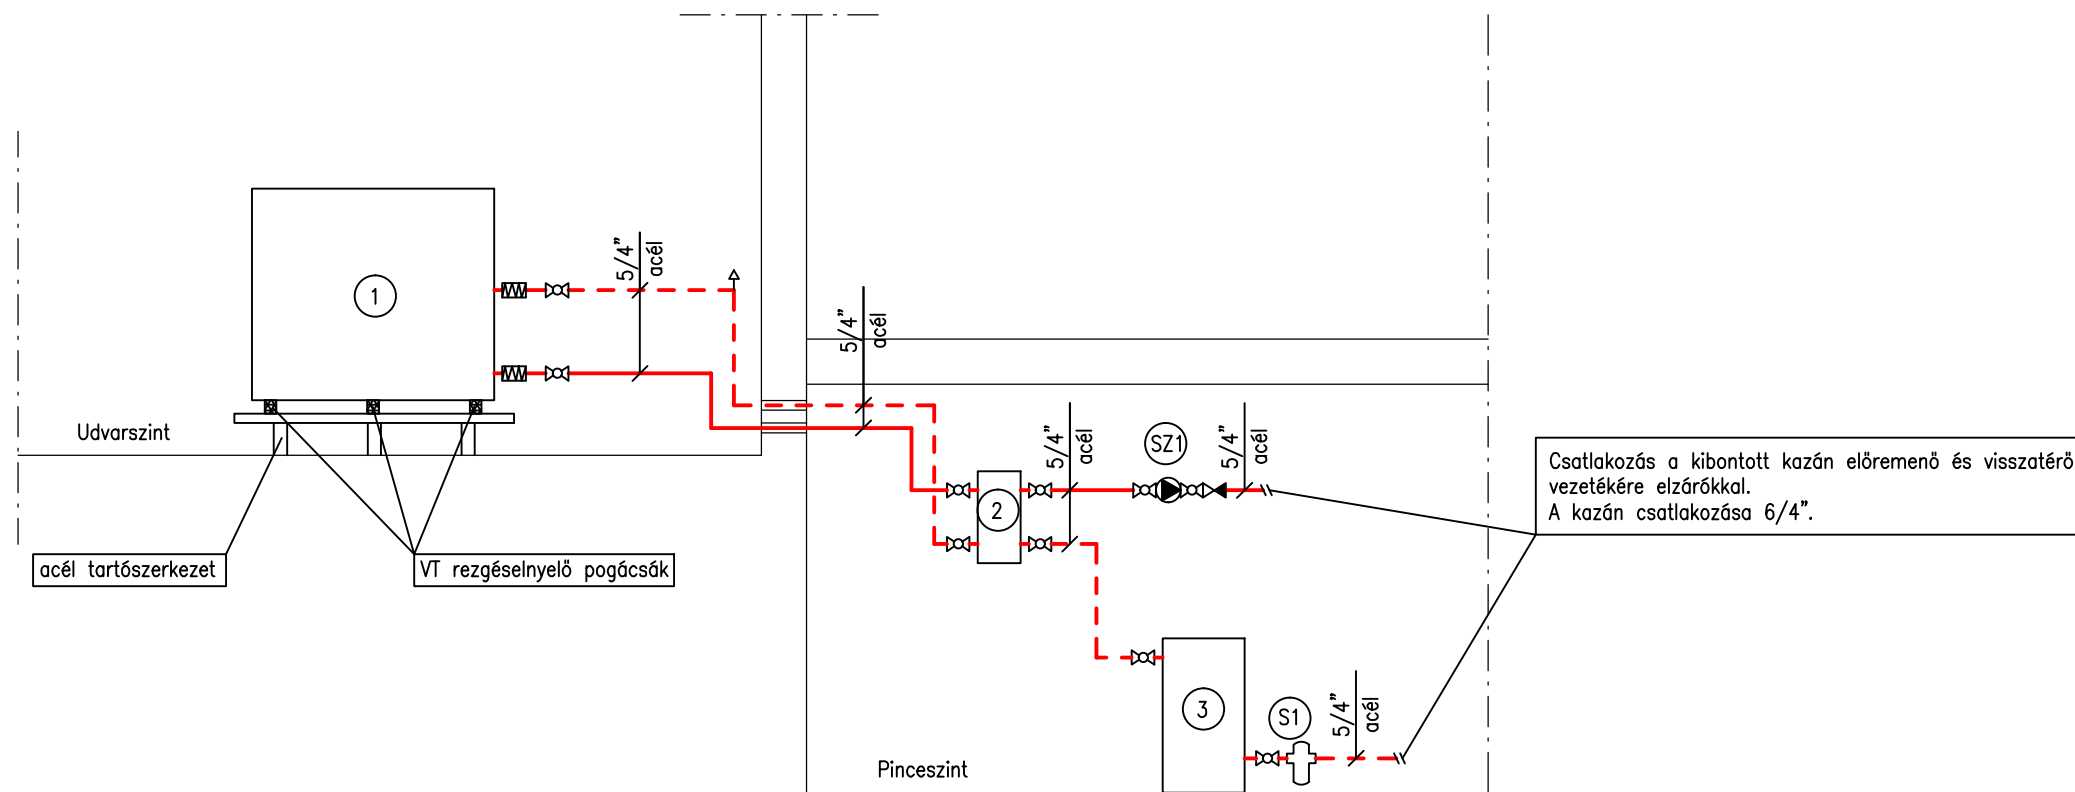 5/4"
acél
1
5/4"
acél
Udvarszint
5/4"
acél
SZ1
5/4"
acél
Csatlakozás a kibontott kazán előremenő és visszatérő
vezetékére elzárókkal.
A kazán csatlakozása 6/4".
2
acél tartószerkezet
VT rezgéselnyelő pogácsák
3
S1
5/4"
acél
Pinceszint